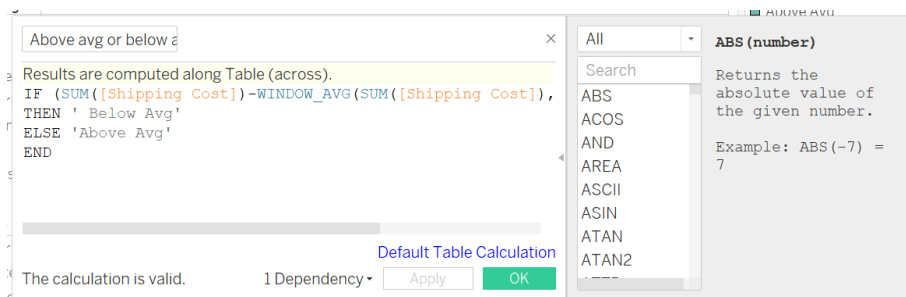 Above Avg
Above avg or below a
Results are computed along Table (across).
IF (SUM([Shipping Cost])-WINDOW_AVG(SUM([Shipping Cost]),
THEN ' Below Avg'
ELSE 'Above Avg'
END
Default Table Calculation
The calculation is valid.
1 Dependency
Apply
OK
All
Search
ABS
ACOS
AND
AREA
ASCII
ASIN
ATAN
ATAN2
ABS(number)
Returns the
absolute value of
the given number.
Example: ABS(-7) =
7